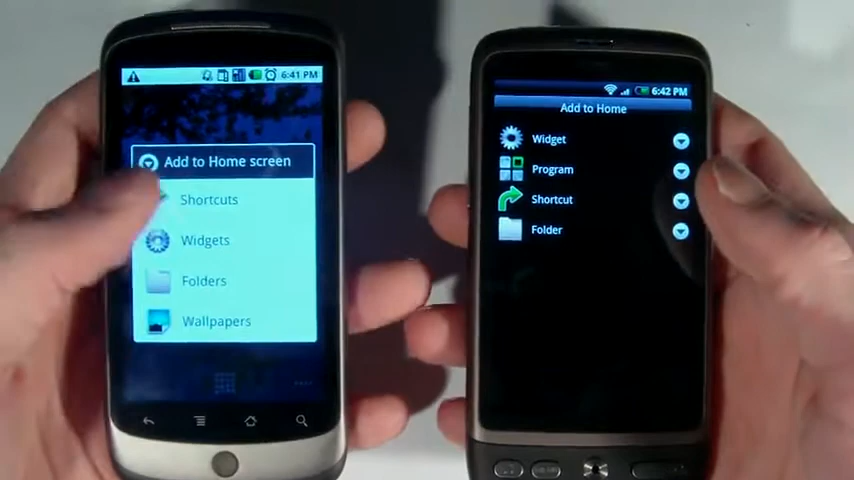 6:41 PM
Add to Home screen
Shortcuts
Widgets
Folders
Wallpapers
6:42 PM
Add to Home
Widget
Program
Shortcut
Folder